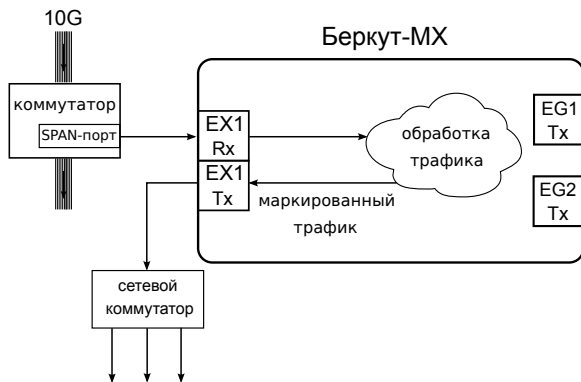 10G
Беркут-MX
коммутатор
SPAN-порт
EX1
Rx
EX1
Tx
обработка
трафика
EG1
Tx
EG2
Tx
маркированный
трафик
сетевой
коммутатор